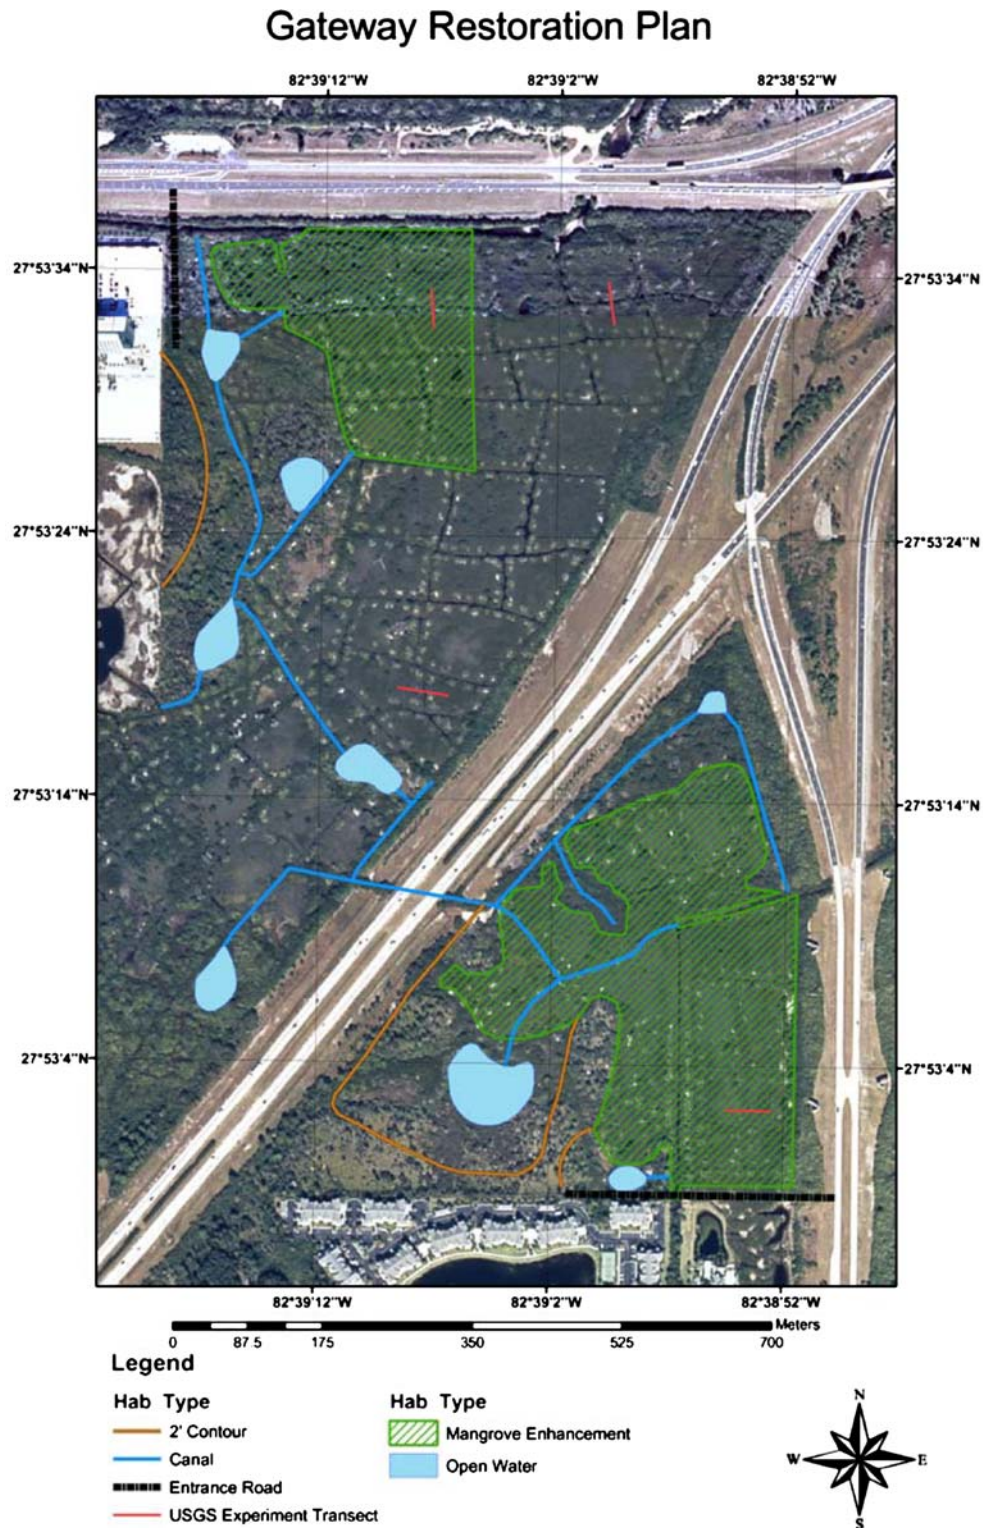 Gateway Restoration Plan
82°39'12"W 82°39'2"W 82°38'52"W
27°53'34"N 27°53'34"N
27°53'24"N 27°53'24"N
27°53'14"N 27°53'14"N
27°53'4"N 27°53'4"N
82°39'12"W 82°39'2"W 82°38'52"W
Meters
0 87.5 175 350 525 700
Legend
Hab Type Hab Type
2' Contour Mangrove Enhancement
Canal Open Water
Entrance Road
USGS Experiment Transect
N
W E
S